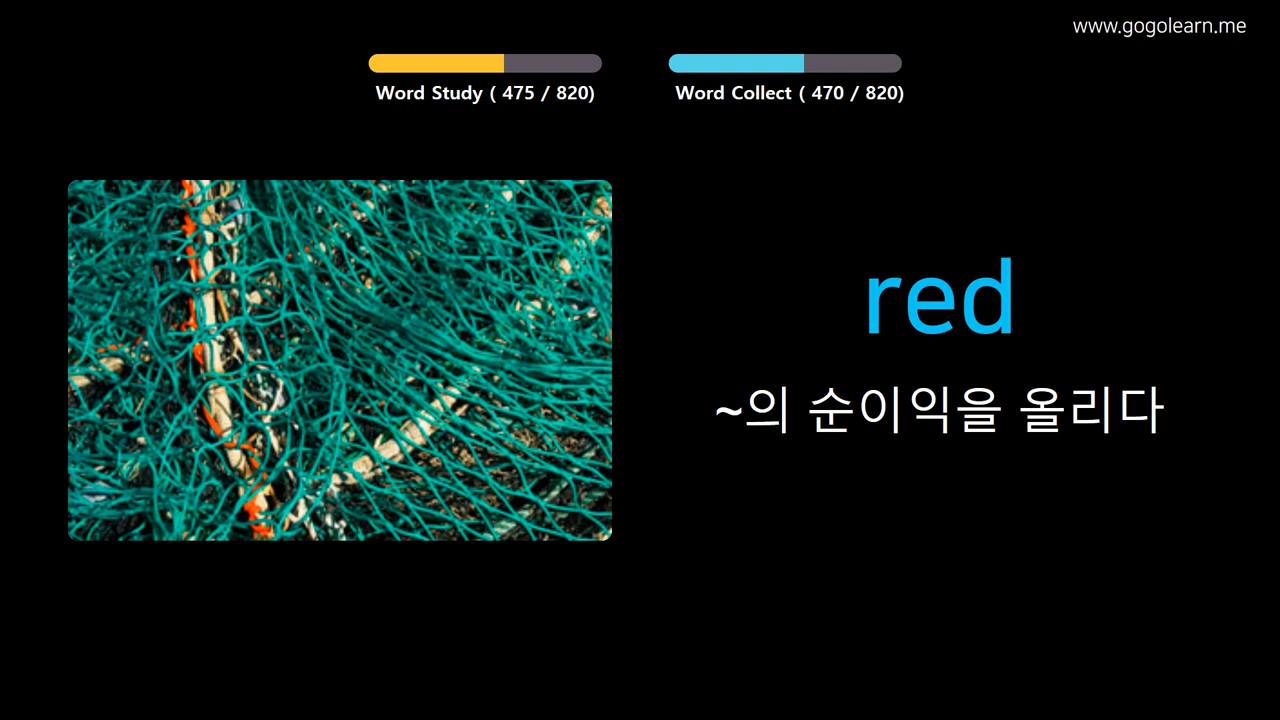 www.gogolearn.me
Word Study ( 475 / 820)
Word Collect ( 470 / 820)
red
~의 순이익을 올리다